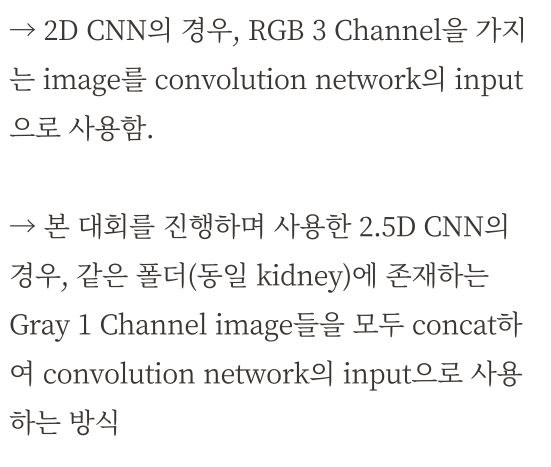 → 2D CNN의 경우, RGB 3 Channel을 가지
는 image를 convolution network의 input
으로 사용함.
→ 본 대회를 진행하며 사용한 2.5D CNN의
경우, 같은 폴더(동일 kidney)에 존재하는
Gray 1 Channel image들을 모두 concat하
여 convolution network의 input으로 사용
하는 방식